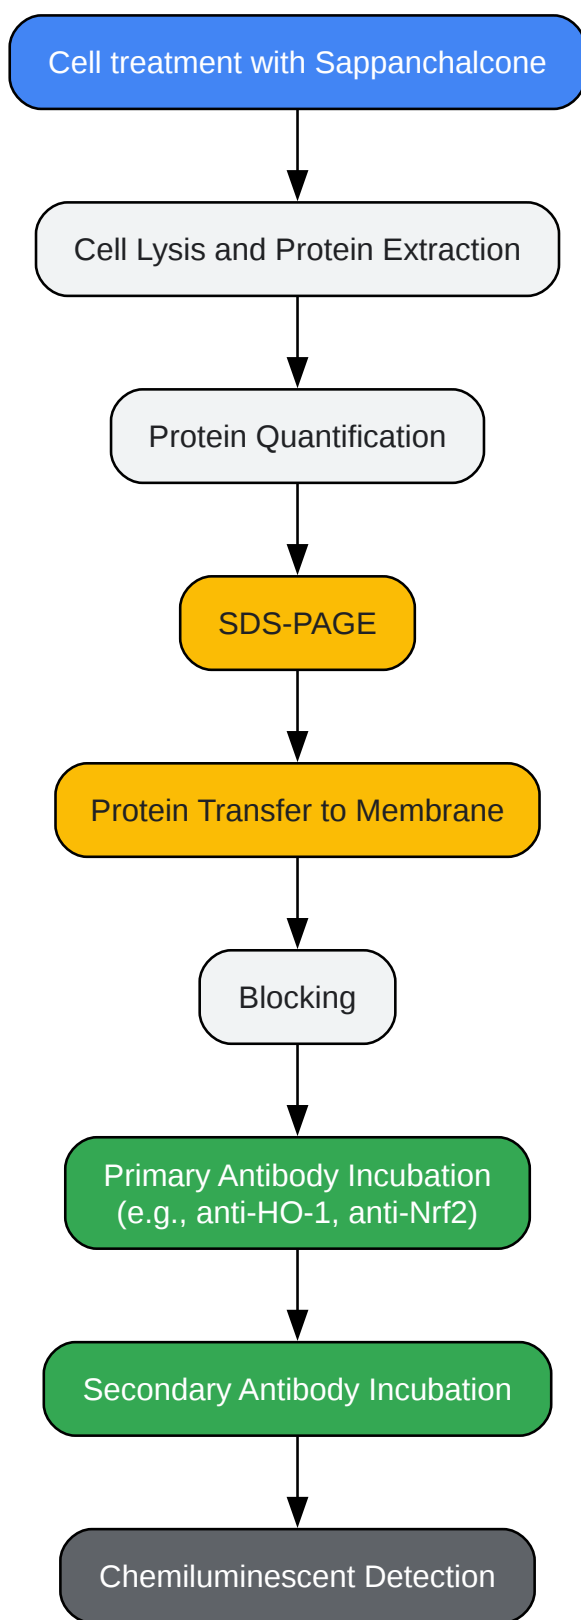 Cell treatment with Sappanchalcone
Cell Lysis and Protein Extraction
Protein Quantification
SDS-PAGE
Protein Transfer to Membrane
Blocking
Primary Antibody Incubation
(e.g., anti-HO-1, anti-Nrf2)
Secondary Antibody Incubation
Chemiluminescent Detection